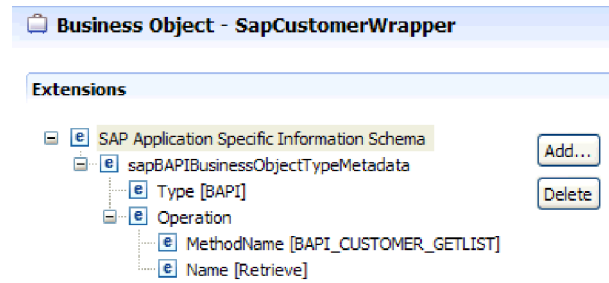 Business Object - SapCustomerWrapper
Extensions
SAP Application Specific Information Schema
Add...
sapBAPIBusinessObjectTypeMetadata
Type [BAPI]
Delete
Operation
MethodName [BAPI_CUSTOMER_GETLIST]
Name [Retrieve]